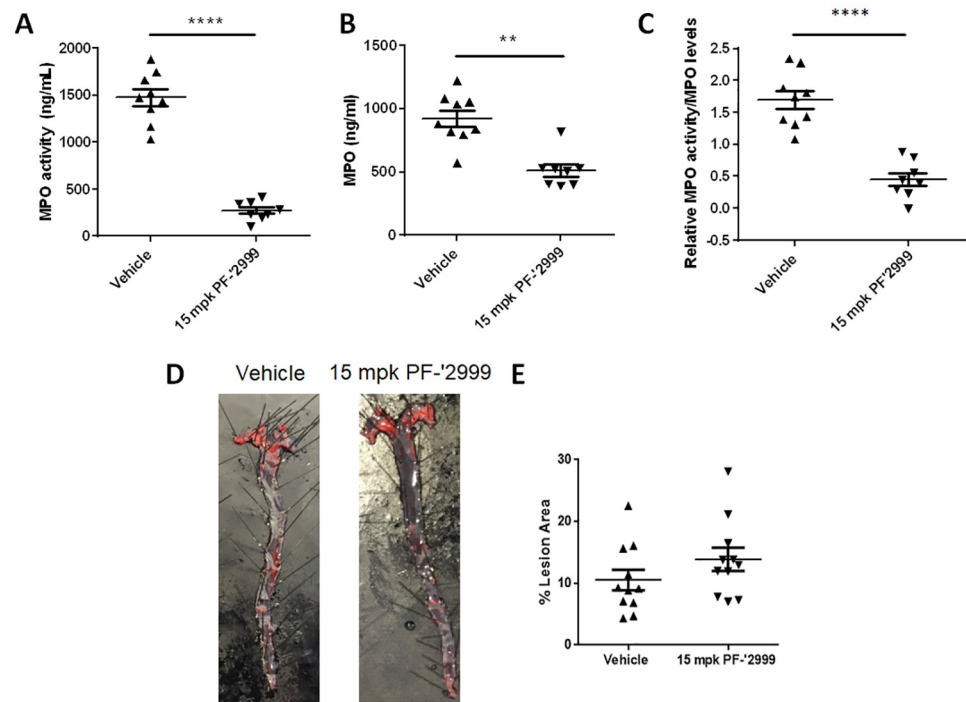 A
****
MPO activity (ng/mL)
2000
1500
1000
500
0
Vehicle
15 mpk PF-'2999
B
**
MPO (ng/ml)
1500
1000
500
0
Vehicle
15 mpk PF-'2999
C
****
Relative MPO activity/MPO levels
2.5
2.0
1.5
1.0
0.5
0.0
-0.5
Vehicle
15 mpk PF'2999
D
Vehicle 15 mpk PF-'2999
E
% Lesion Area
30
20
10
0
Vehicle 15 mpk PF-'2999